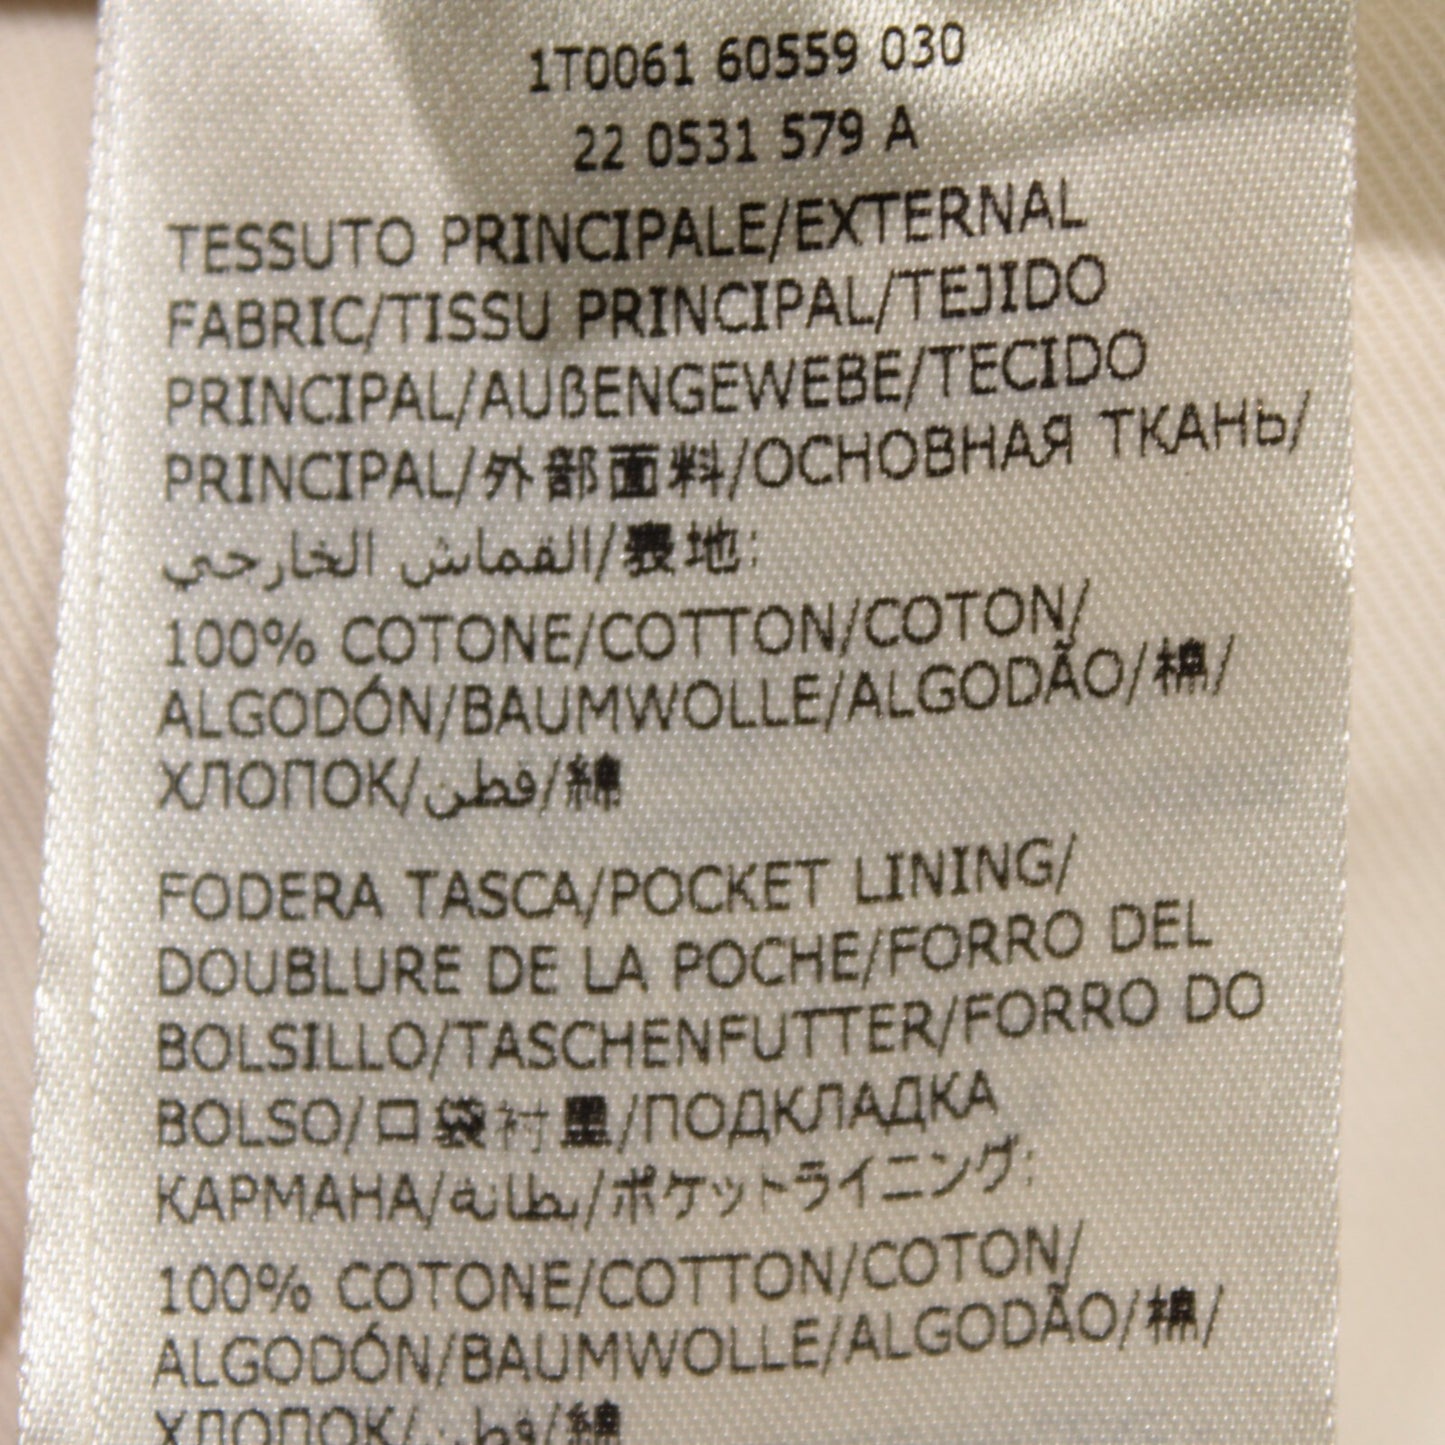 1T0061 60559 030
22 0531 579 A
TESSUTO PRINCIPALE/EXTERNAL
FABRIC/TISSU PRINCIPAL/TEJIDO
PRINCIPAL/AUßENGEWEBE/TECIDO
PRINCIPAL/外部面料/ОСНОВНАЯ ТКАНЬ/
القماش الخارجي/表地:
100% COTONE/COTTON/COTON/
ALGODÓN/BAUMWOLLE/ALGODÃO/棉/
ХЛОПОК/قطن/綿
FODERA TASCA/POCKET LINING/
DOUBLURE DE LA POCHE/FORRO DEL
BOLSILLO/TASCHENFUTTER/FORRO DO
BOLSO/口袋衬里/ПОДКЛАДКА
КАРМАНА/بطانة/ポケットライニング:
100% COTONE/COTTON/COTON/
ALGODÓN/BAUMWOLLE/ALGODÃO/棉/
ХЛОПОК/قطن/綿